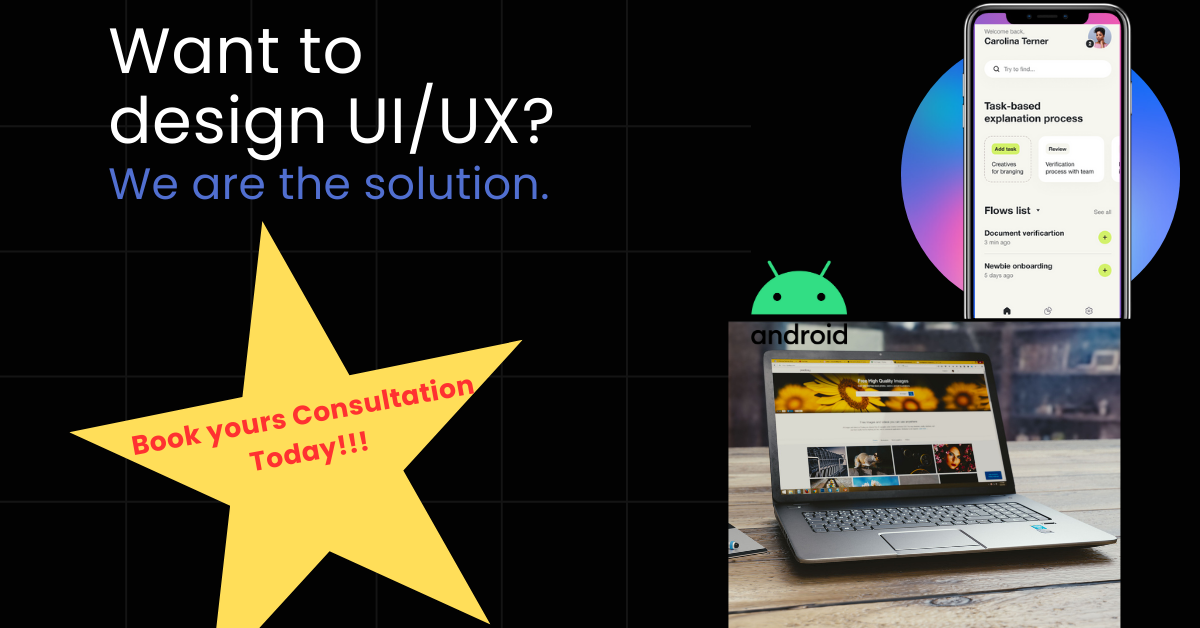 Want to
design UI/UX?
We are the solution.
Book yours Consultation
Today!!!
Welcome back,
Carolina Terner
2
Try to find...
Task-based
explanation process
Add task
Creatives
for branding
Review
Verification
process with team
Flows list
See all
Document verificartion
3 min ago
Newbie onboarding
5 days ago
android
Free High Quality Images